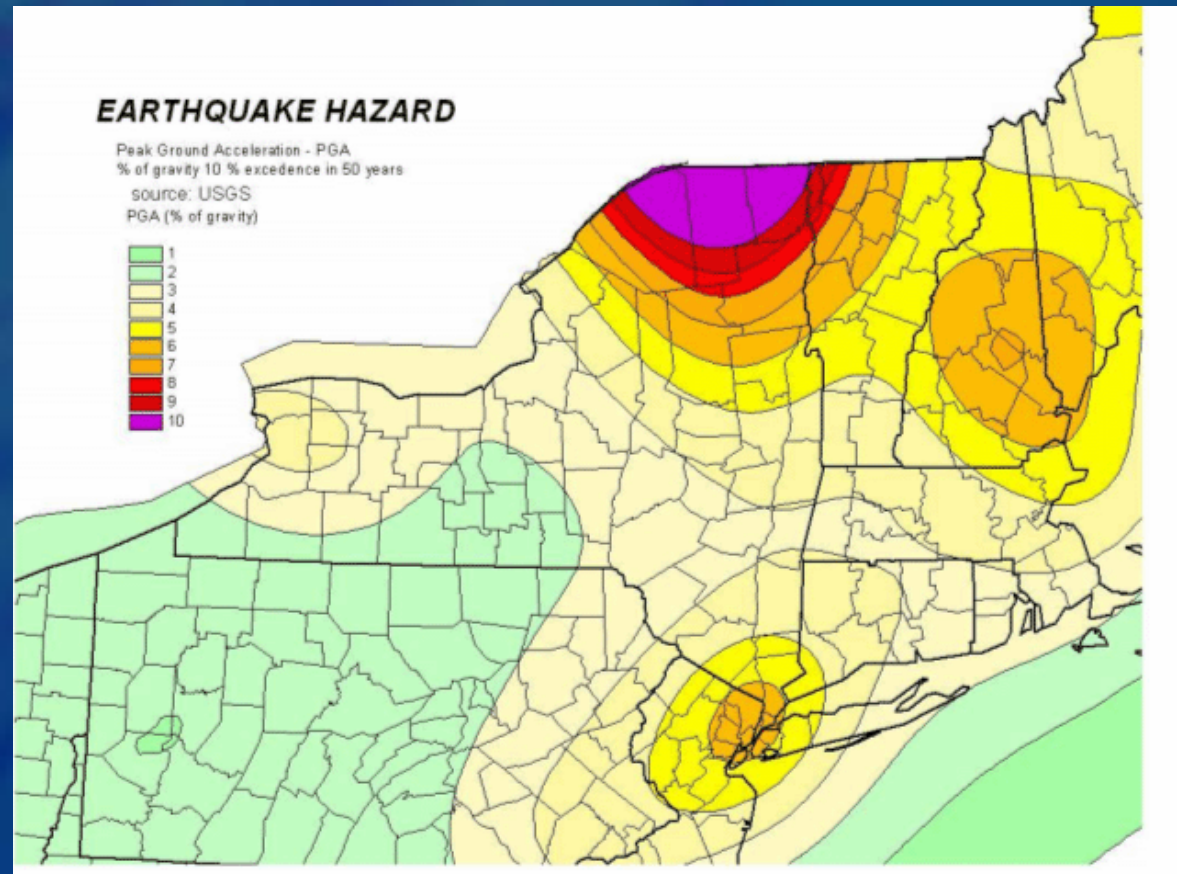 EARTHQUAKE HAZARD
Peak Ground Acceleration - PGA
% of gravity 10 % excedence in 50 years
source: USGS
PGA (% of gravity)
1
2
3
4
5
6
7
8
9
10